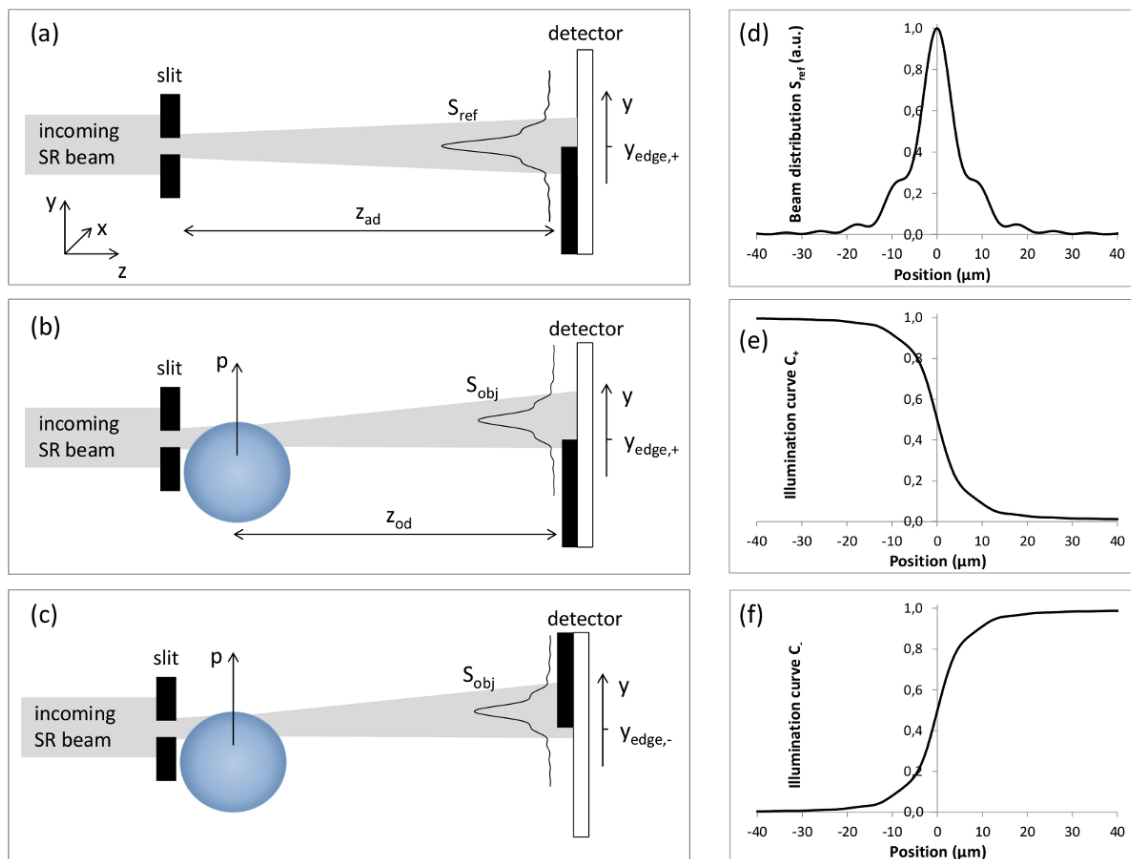 (a)
slit
detector
incoming
SR beam
S_ref
y
y_edge,+
y
x
z
z_ad
(b)
slit
p
detector
incoming
SR beam
S_obj
y
y_edge,+
z_od
(c)
slit
p
detector
incoming
SR beam
S_obj
y
y_edge,-
(d)
Beam distribution S_ref (a.u.)
1,0
0,8
0,6
0,4
0,2
0,0
-40 -30 -20 -10 0 10 20 30 40
Position (μm)
(e)
Illumination curve C_+
1,0
0,8
0,6
0,4
0,2
0,0
-40 -30 -20 -10 0 10 20 30 40
Position (μm)
(f)
Illumination curve C_-
1,0
0,8
0,6
0,4
0,2
0,0
-40 -30 -20 -10 0 10 20 30 40
Position (μm)